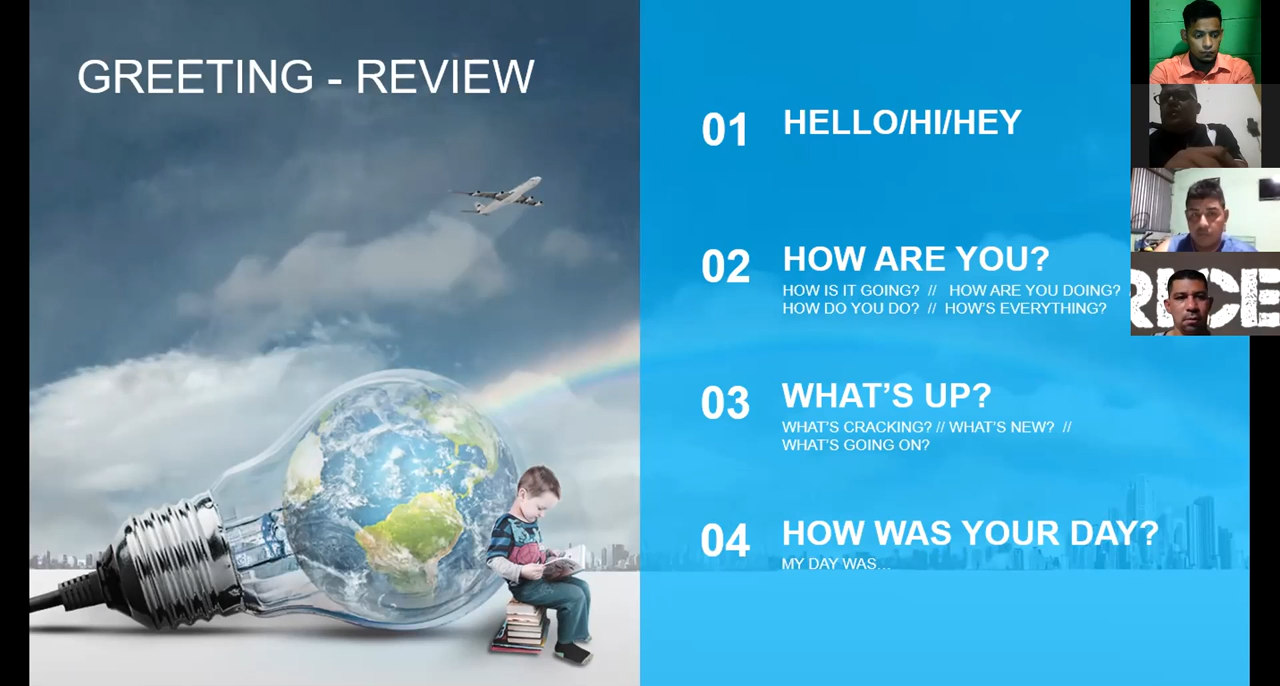 GREETING - REVIEW
01
HELLO/HI/HEY
02
HOW ARE YOU?
HOW IS IT GOING?  //  HOW ARE YOU DOING?
HOW DO YOU DO?  //  HOW'S EVERYTHING?
03
WHAT'S UP?
WHAT'S CRACKING? // WHAT'S NEW?  //
WHAT'S GOING ON?
04
HOW WAS YOUR DAY?
MY DAY WAS...